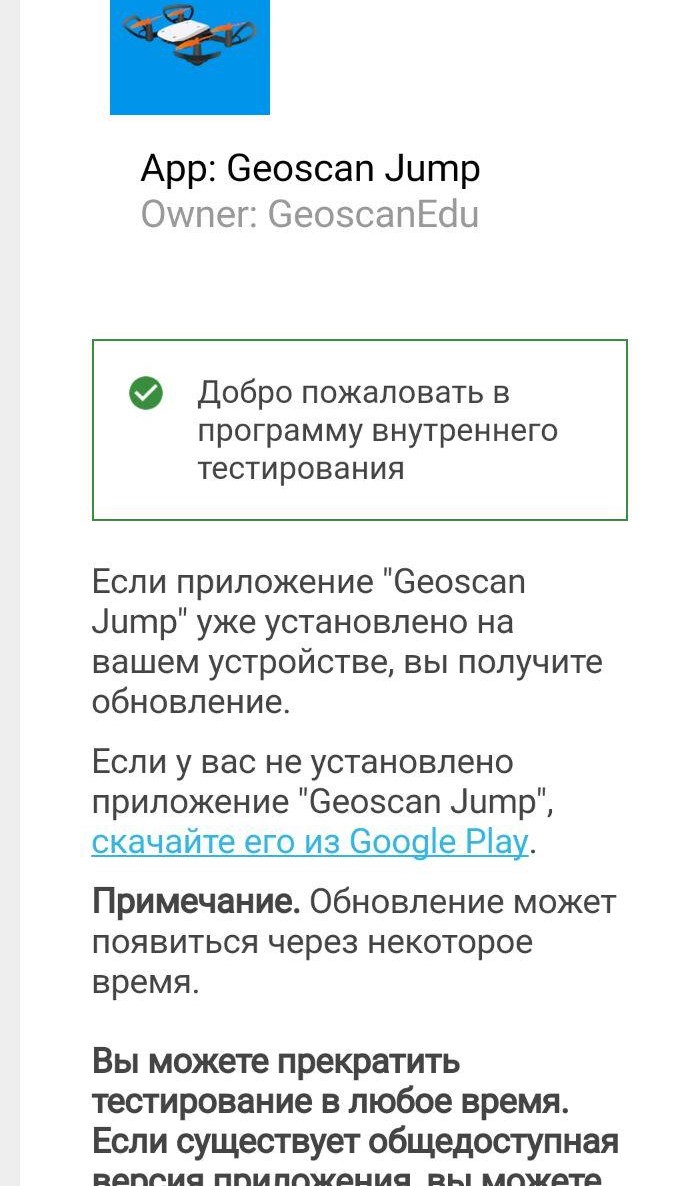 App: Geoscan Jump
Owner: GeoscanEdu
Добро пожаловать в
программу внутреннего
тестирования
Если приложение "Geoscan
Jump" уже установлено на
вашем устройстве, вы получите
обновление.
Если у вас не установлено
приложение "Geoscan Jump",
скачайте его из Google Play.
Примечание. Обновление может
появиться через некоторое
время.
Вы можете прекратить
тестирование в любое время.
Если существует общедоступная
версия приложения, вы можете